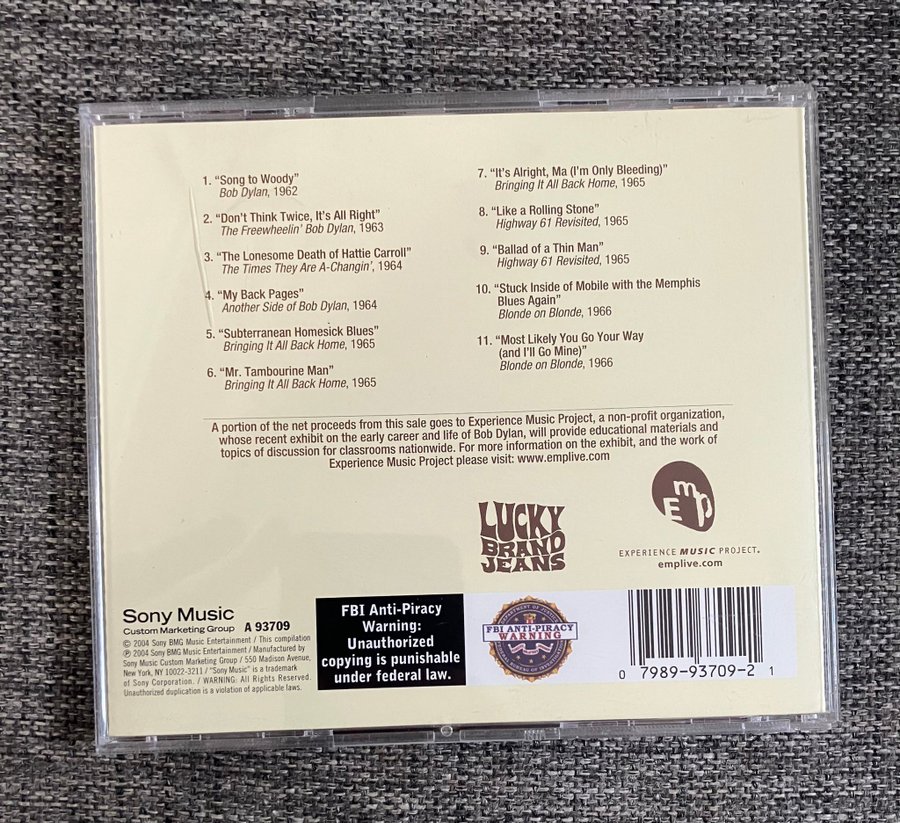 1. “Song to Woody”
Bob Dylan, 1962
2. “Don't Think Twice, It's All Right”
The Freewheelin' Bob Dylan, 1963
3. “The Lonesome Death of Hattie Carroll”
The Times They Are A-Changin', 1964
4. “My Back Pages”
Another Side of Bob Dylan, 1964
5. “Subterranean Homesick Blues”
Bringing It All Back Home, 1965
6. “Mr. Tambourine Man”
Bringing It All Back Home, 1965
7. “It's Alright, Ma (I'm Only Bleeding)”
Bringing It All Back Home, 1965
8. “Like a Rolling Stone”
Highway 61 Revisited, 1965
9. “Ballad of a Thin Man”
Highway 61 Revisited, 1965
10. “Stuck Inside of Mobile with the Memphis
Blues Again”
Blonde on Blonde, 1966
11. “Most Likely You Go Your Way
(and I'll Go Mine)”
Blonde on Blonde, 1966
A portion of the net proceeds from this sale goes to Experience Music Project, a non-profit organization,
whose recent exhibit on the early career and life of Bob Dylan, will provide educational materials and
topics of discussion for classrooms nationwide. For more information on the exhibit, and the work of
Experience Music Project please visit: www.emplive.com
LUCKY
BRAND
JEANS
Emp
EXPERIENCE MUSIC PROJECT.
emplive.com
Sony Music
Custom Marketing Group A 93709
© 2004 Sony BMG Music Entertainment / This compilation
℗ 2004 Sony BMG Music Entertainment / Manufactured by
Sony Music Custom Marketing Group / 550 Madison Avenue,
New York, NY 10022-3211 / "Sony Music" is a trademark
of Sony Corporation. / WARNING: All Rights Reserved.
Unauthorized duplication is a violation of applicable laws.
FBI Anti-Piracy
Warning:
Unauthorized
copying is punishable
under federal law.
DEPARTMENT OF JUSTICE
FBI ANTI-PIRACY
WARNING
FEDERAL BUREAU OF INVESTIGATION
0 7989-93709-2 1